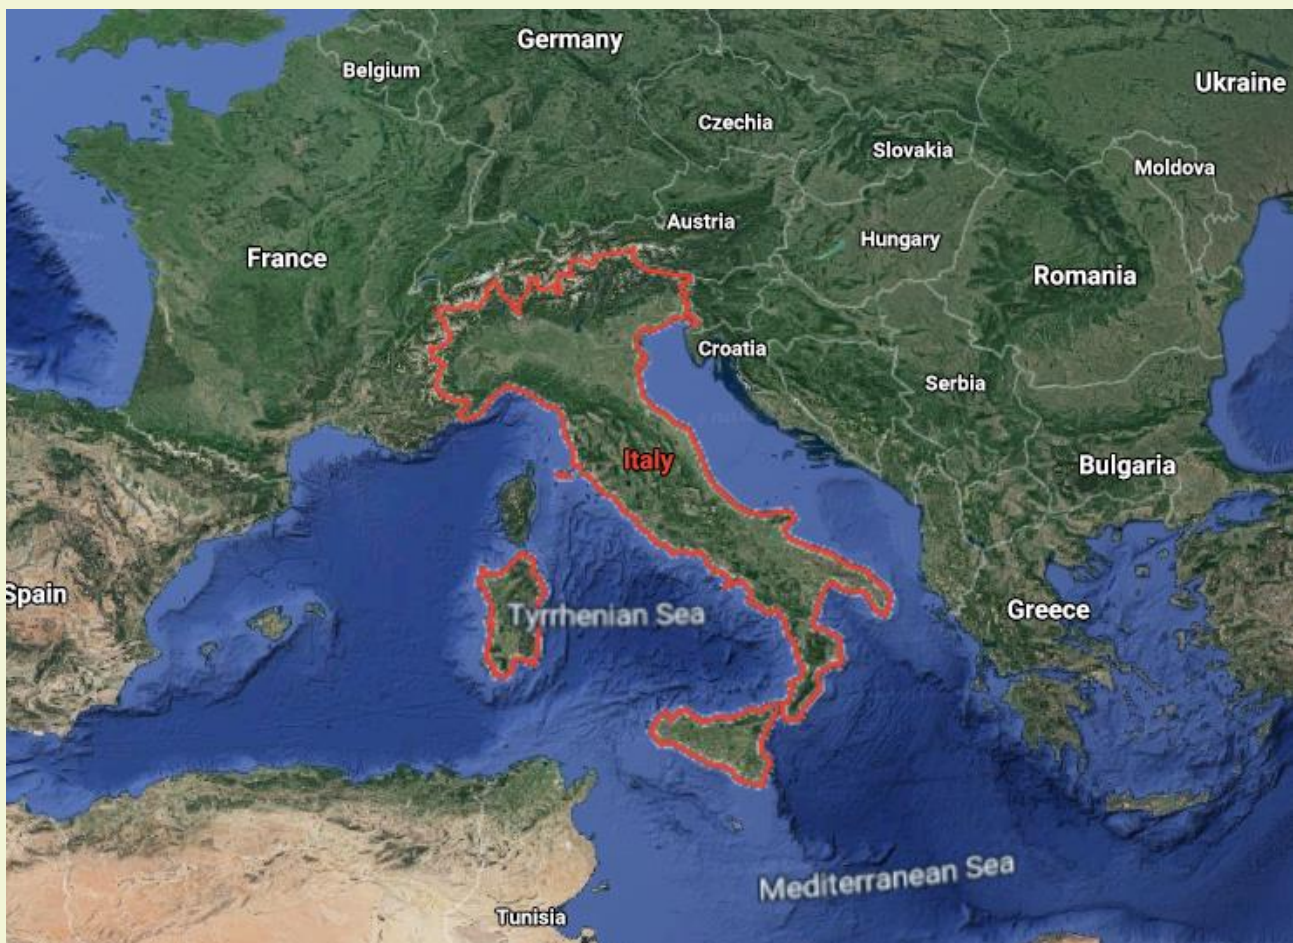 Germany
Belgium
Ukraine
Czechia
Slovakia
Moldova
Austria
Hungary
France
Romania
Croatia
Serbia
Italy
Bulgaria
Spain
Greece
Tyrrhenian Sea
Mediterranean Sea
Tunisia